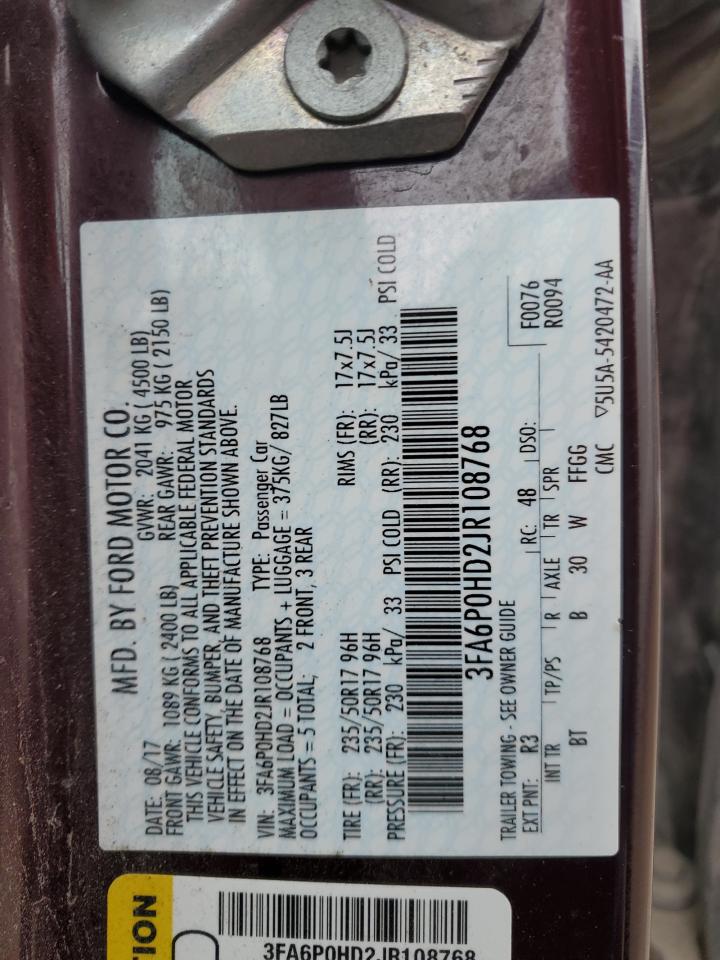 MFD. BY FORD MOTOR CO.
DATE: 08/17 GVWR: 2041 KG ( 4500 LB)
FRONT GAWR: 1089 KG ( 2400 LB) REAR GAWR: 975 KG ( 2150 LB)
THIS VEHICLE CONFORMS TO ALL APPLICABLE FEDERAL MOTOR
VEHICLE SAFETY, BUMPER, AND THEFT PREVENTION STANDARDS
IN EFFECT ON THE DATE OF MANUFACTURE SHOWN ABOVE.
VIN: 3FA6P0HD2JR108768 TYPE: Passenger Car
MAXIMUM LOAD = OCCUPANTS + LUGGAGE = 375KG/ 827LB
OCCUPANTS = 5 TOTAL; 2 FRONT, 3 REAR
TIRE (FR): 235/50R17 96H RIMS (FR): 17x7.5J
(RR): 235/50R17 96H (RR): 17x7.5J
PRESSURE (FR): 230 kPa/ 33 PSI COLD (RR): 230 kPa/ 33 PSI COLD
3FA6P0HD2JR108768
TRAILER TOWING - SEE OWNER GUIDE F0076
EXT PNT: R3 RC: 48 DSO: R0094
INT TR TP/PS R AXLE TR SPR
BT B 30 W FFGG
CMC ▽5U5A-5420472-AA
TION
3FA6P0HD2JR108768